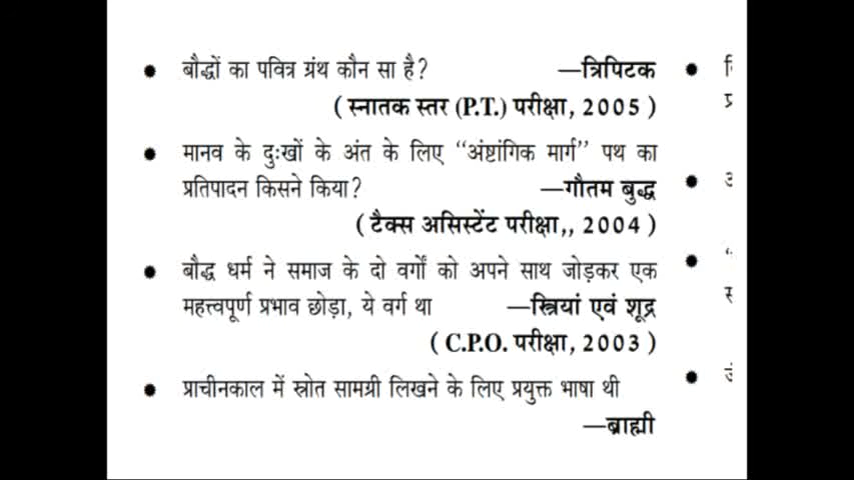 • बौद्धों का पवित्र ग्रंथ कौन सा है? —त्रिपिटक
( स्नातक स्तर (P.T.) परीक्षा, 2005 )
• मानव के दुःखों के अंत के लिए “अंष्टांगिक मार्ग” पथ का
प्रतिपादन किसने किया? —गौतम बुद्ध
( टैक्स असिस्टेंट परीक्षा,, 2004 )
• बौद्ध धर्म ने समाज के दो वर्गों को अपने साथ जोड़कर एक
महत्त्वपूर्ण प्रभाव छोड़ा, ये वर्ग था —स्त्रियां एवं शूद्र
( C.P.O. परीक्षा, 2003 )
• प्राचीनकाल में स्रोत सामग्री लिखने के लिए प्रयुक्त भाषा थी
—ब्राह्मी